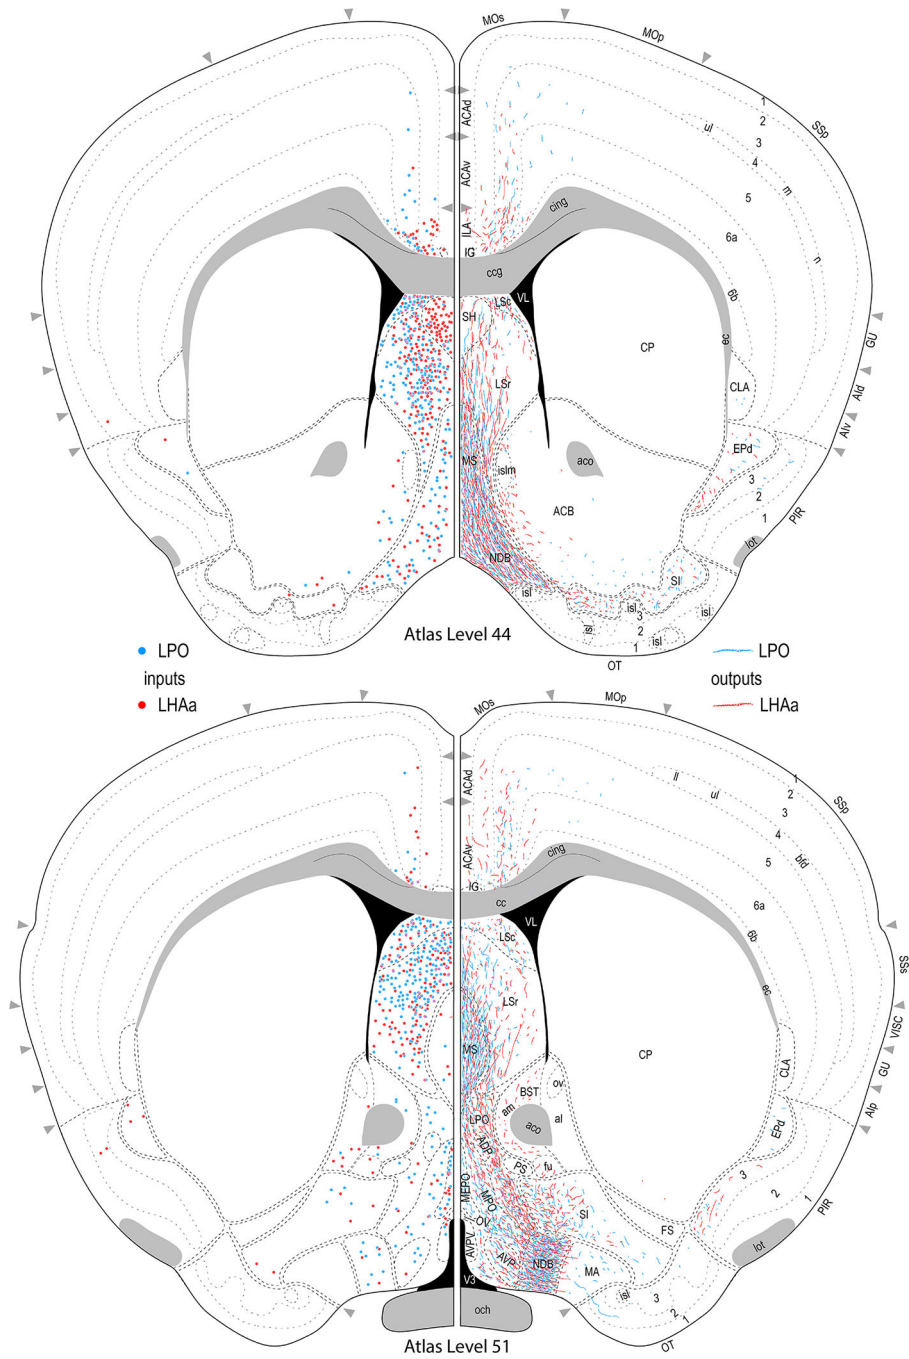 MOs
MOp
ACAd
1
SSp
2
ul
3
4
ACAv
m
5
cing
ILA
6a
IG
n
ccg
VL
LSc
6b
SH
ec
GU
CP
LSr
CLA
AId
AIv
EPd
MS
islm
aco
3
2
ACB
1
PIR
lot
NDB
SI
isl
isl
isl
3
isl
2
isl
1
Atlas Level 44
OT
LPO
inputs
LHAa
LPO
outputs
LHAa
MOs
MOp
ACAd
ll
1
ul
2
SSp
3
4
ACAv
cing
5
bfd
IG
cc
6a
VL
6b
LSc
SSs
ec
LSr
VISC
MS
CP
GU
CLA
ov
BST
AIp
am
al
LPO
aco
EPd
ADP
PS
fu
3
MEPO
MPO
2
1
PIR
OV
SI
FS
AVPV
lot
AVP
NDB
MA
V3
isl
3
och
2
1
OT
Atlas Level 51